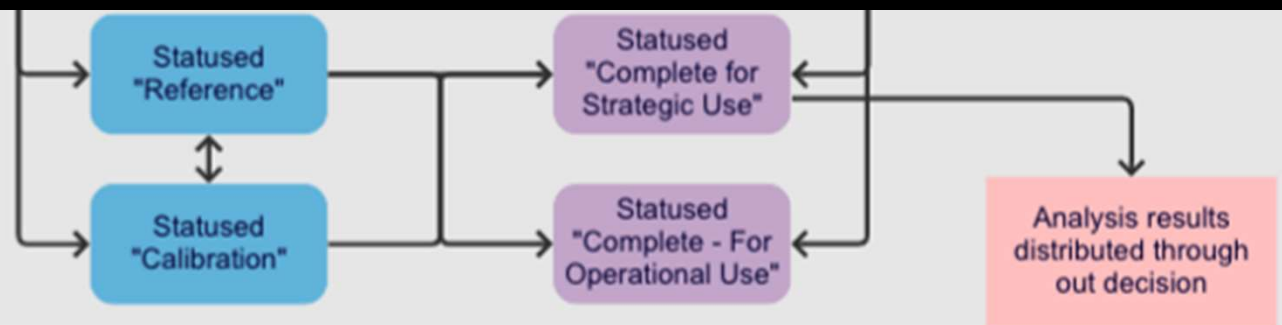 Statused
"Reference"
Statused
"Complete for
Strategic Use"
Statused
"Calibration"
Statused
"Complete - For
Operational Use"
Analysis results
distributed through
out decision